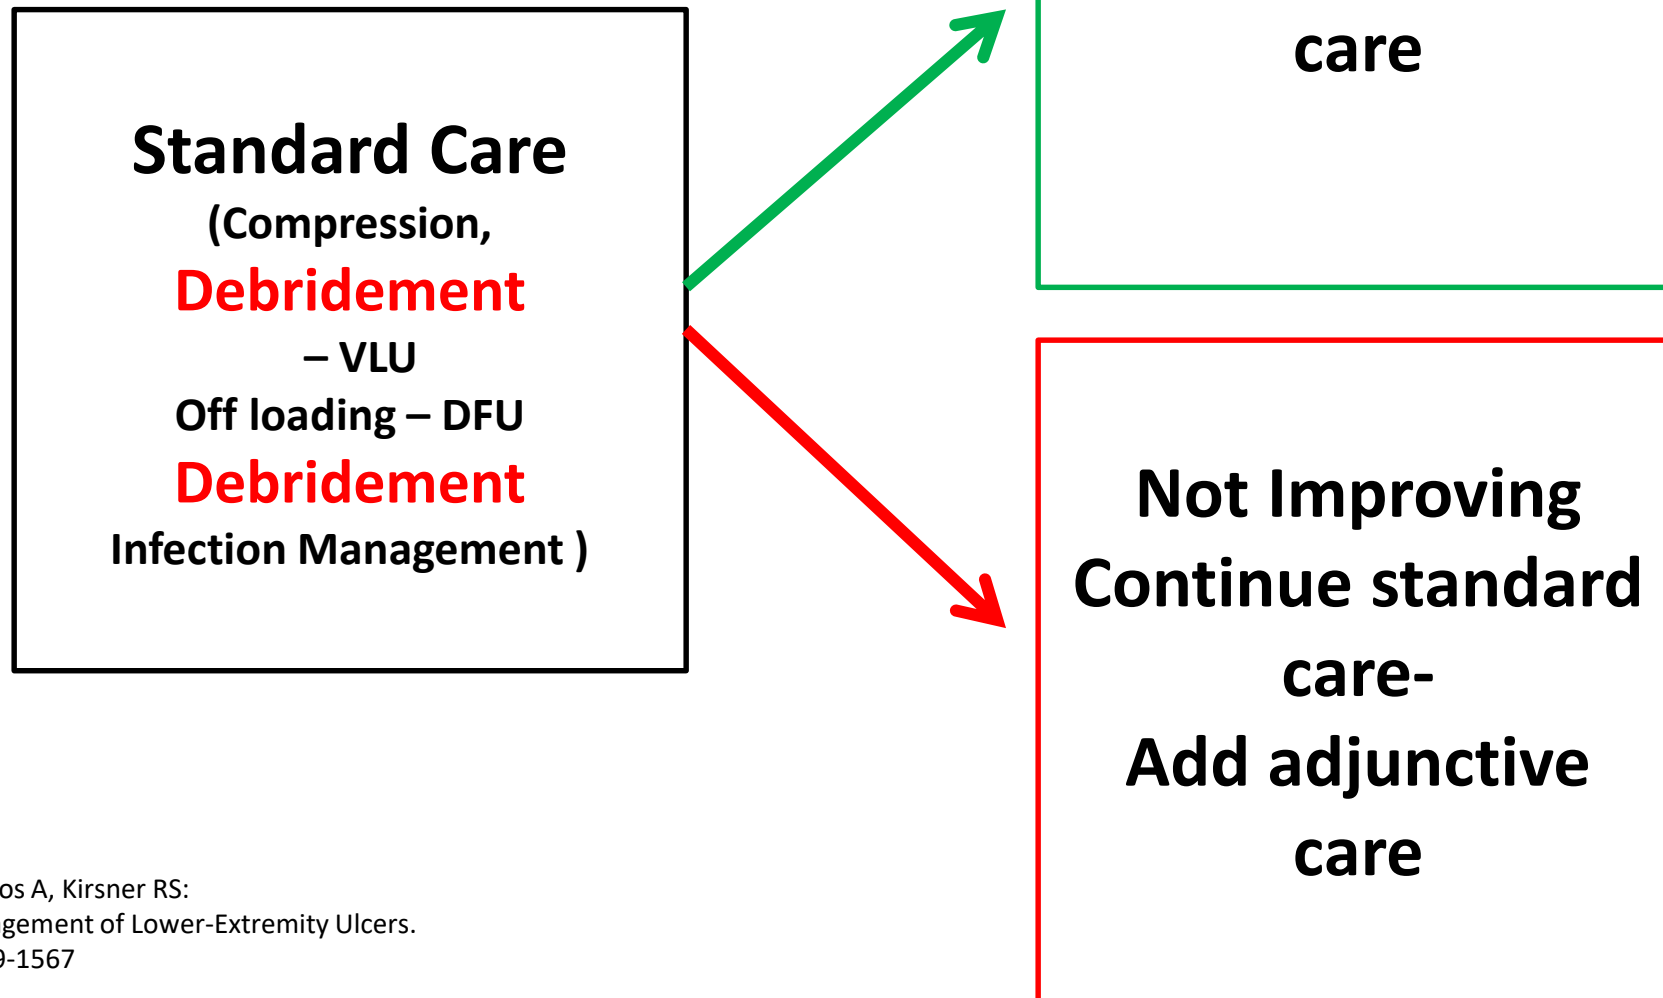 Standard Care
(Compression,
Debridement
– VLU
Off loading – DFU
Debridement
Infection Management )
care
Not Improving
Continue standard
care-
Add adjunctive
care
os A, Kirsner RS:
gement of Lower-Extremity Ulcers.
9-1567